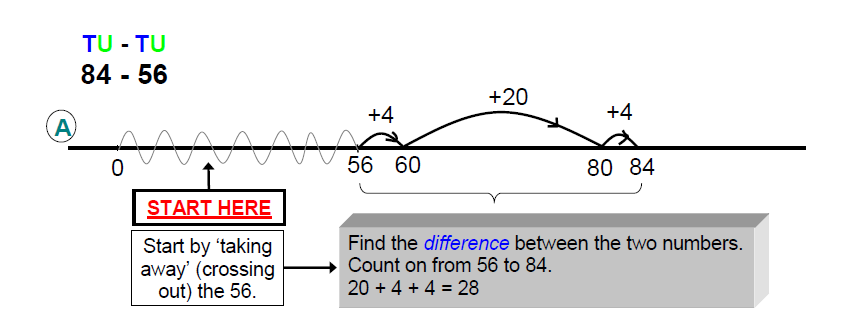 TU - TU
84 - 56
A
+4
+20
+4
0
56
60
80
84
START HERE
Start by ‘taking
away’ (crossing
out) the 56.
Find the difference between the two numbers.
Count on from 56 to 84.
20 + 4 + 4 = 28